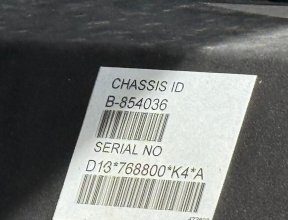 CHASSIS ID
B-854036
SERIAL NO
D13*768800*K4*A